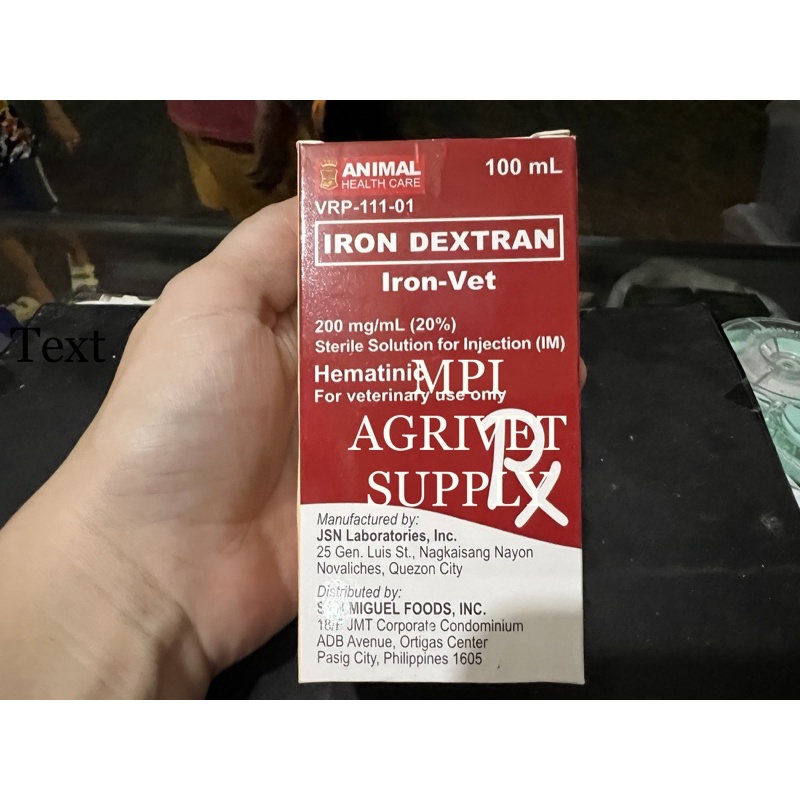 ANIMAL
HEALTH CARE
100 mL
VRP-111-01
IRON DEXTRAN
Iron-Vet
200 mg/mL (20%)
Sterile Solution for Injection (IM)
Hematinic
For veterinary use only
Text
MPI
AGRIVET
SUPPLY
Rx
Manufactured by:
JSN Laboratories, Inc.
25 Gen. Luis St., Nagkaisang Nayon
Novaliches, Quezon City
Distributed by:
SAN MIGUEL FOODS, INC.
18/F JMT Corporate Condominium
ADB Avenue, Ortigas Center
Pasig City, Philippines 1605